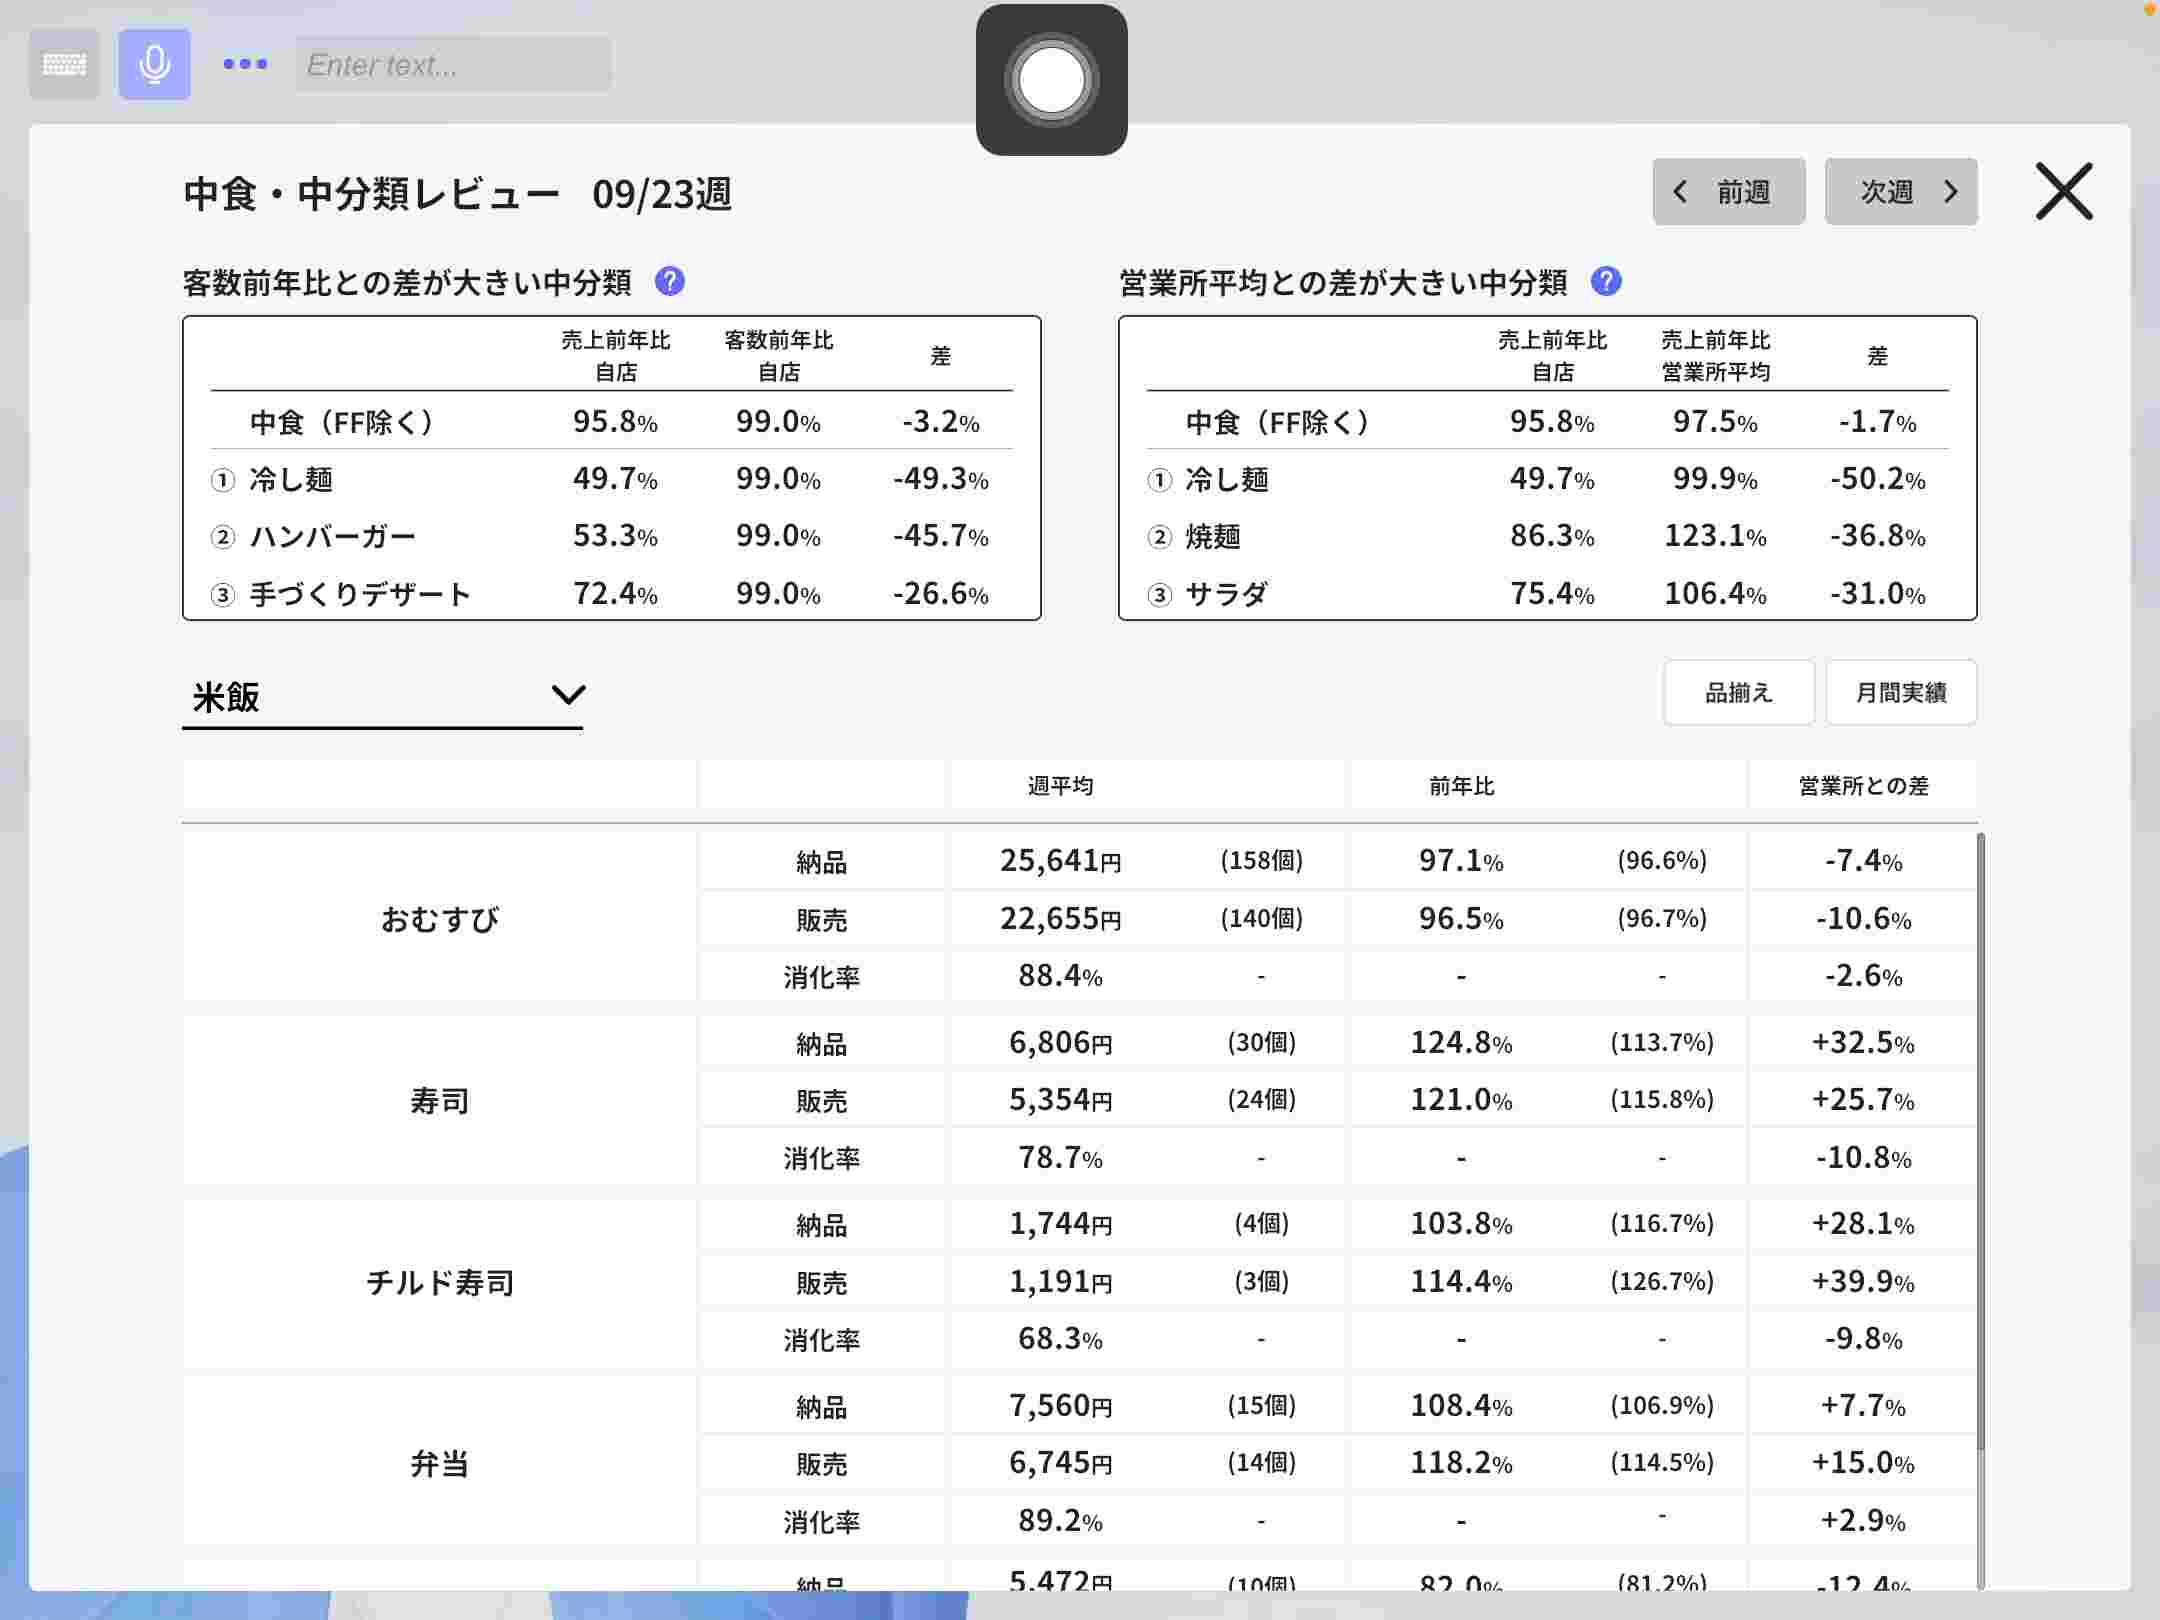 Enter text...
中食・中分類レビュー 09/23週
前週
次週
客数前年比との差が大きい中分類 ?
売上前年比 自店 客数前年比 自店 差
中食（FF除く） 95.8% 99.0% -3.2%
① 冷し麺 49.7% 99.0% -49.3%
② ハンバーガー 53.3% 99.0% -45.7%
③ 手づくりデザート 72.4% 99.0% -26.6%
営業所平均との差が大きい中分類 ?
売上前年比 自店 売上前年比 営業所平均 差
中食（FF除く） 95.8% 97.5% -1.7%
① 冷し麺 49.7% 99.9% -50.2%
② 焼麺 86.3% 123.1% -36.8%
③ サラダ 75.4% 106.4% -31.0%
米飯
品揃え
月間実績
週平均 前年比 営業所との差
おむすび
納品 25,641円 (158個) 97.1% (96.6%) -7.4%
販売 22,655円 (140個) 96.5% (96.7%) -10.6%
消化率 88.4% - - - -2.6%
寿司
納品 6,806円 (30個) 124.8% (113.7%) +32.5%
販売 5,354円 (24個) 121.0% (115.8%) +25.7%
消化率 78.7% - - - -10.8%
チルド寿司
納品 1,744円 (4個) 103.8% (116.7%) +28.1%
販売 1,191円 (3個) 114.4% (126.7%) +39.9%
消化率 68.3% - - - -9.8%
弁当
納品 7,560円 (15個) 108.4% (106.9%) +7.7%
販売 6,745円 (14個) 118.2% (114.5%) +15.0%
消化率 89.2% - - - +2.9%
納品 5,472円 (10個) 82.0% (81.2%) -12.4%